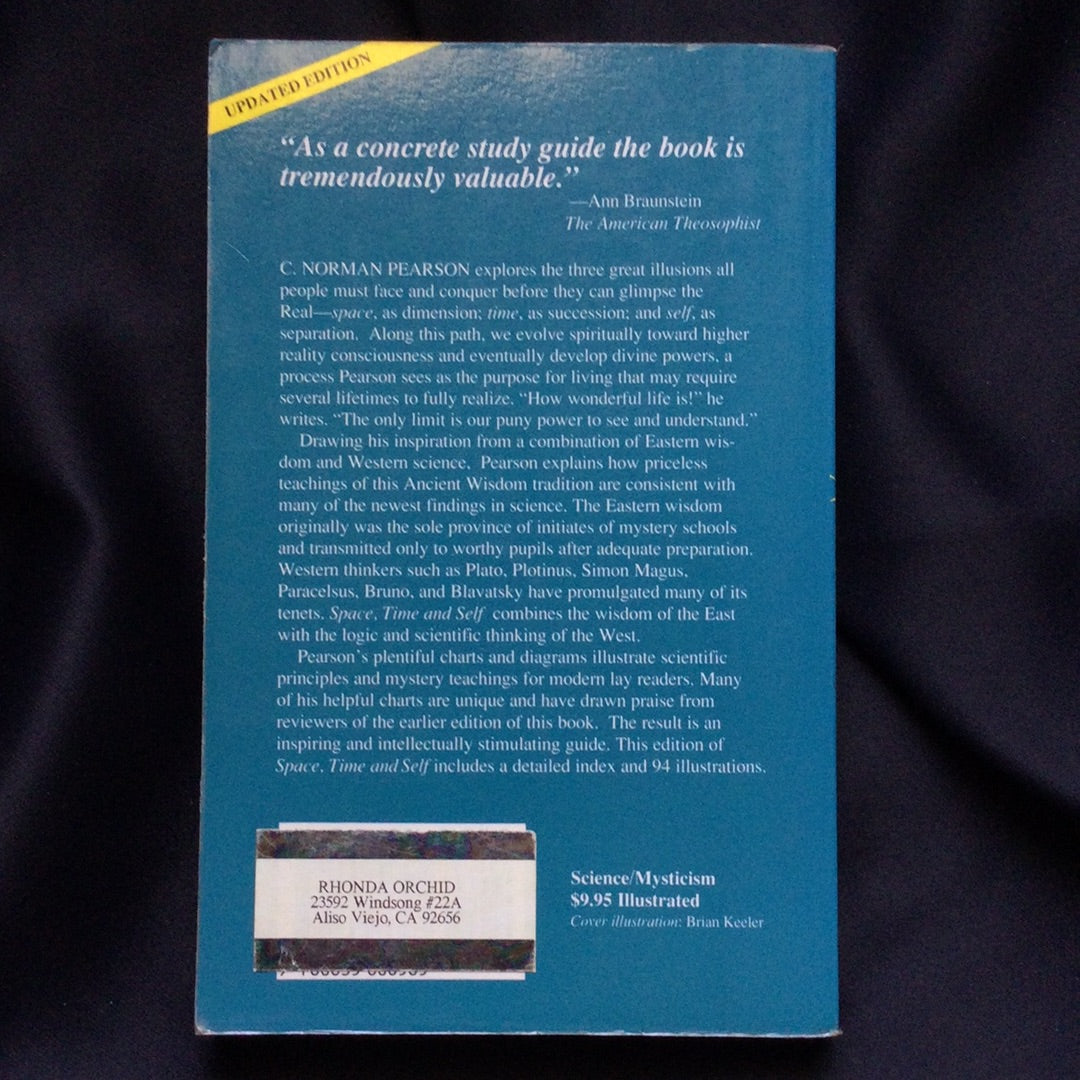 UPDATED EDITION
“As a concrete study guide the book is
tremendously valuable.”
—Ann Braunstein
The American Theosophist
C. NORMAN PEARSON explores the three great illusions all
people must face and conquer before they can glimpse the
Real—space, as dimension; time, as succession; and self, as
separation. Along this path, we evolve spiritually toward higher
reality consciousness and eventually develop divine powers, a
process Pearson sees as the purpose for living that may require
several lifetimes to fully realize. “How wonderful life is!” he
writes. “The only limit is our puny power to see and understand.”
Drawing his inspiration from a combination of Eastern wis-
dom and Western science, Pearson explains how priceless
teachings of this Ancient Wisdom tradition are consistent with
many of the newest findings in science. The Eastern wisdom
originally was the sole province of initiates of mystery schools
and transmitted only to worthy pupils after adequate preparation.
Western thinkers such as Plato, Plotinus, Simon Magus,
Paracelsus, Bruno, and Blavatsky have promulgated many of its
tenets. Space, Time and Self combines the wisdom of the East
with the logic and scientific thinking of the West.
Pearson’s plentiful charts and diagrams illustrate scientific
principles and mystery teachings for modern lay readers. Many
of his helpful charts are unique and have drawn praise from
reviewers of the earlier edition of this book. The result is an
inspiring and intellectually stimulating guide. This edition of
Space, Time and Self includes a detailed index and 94 illustrations.
RHONDA ORCHID
23592 Windsong #22A
Aliso Viejo, CA 92656
Science/Mysticism
$9.95 Illustrated
Cover illustration: Brian Keeler